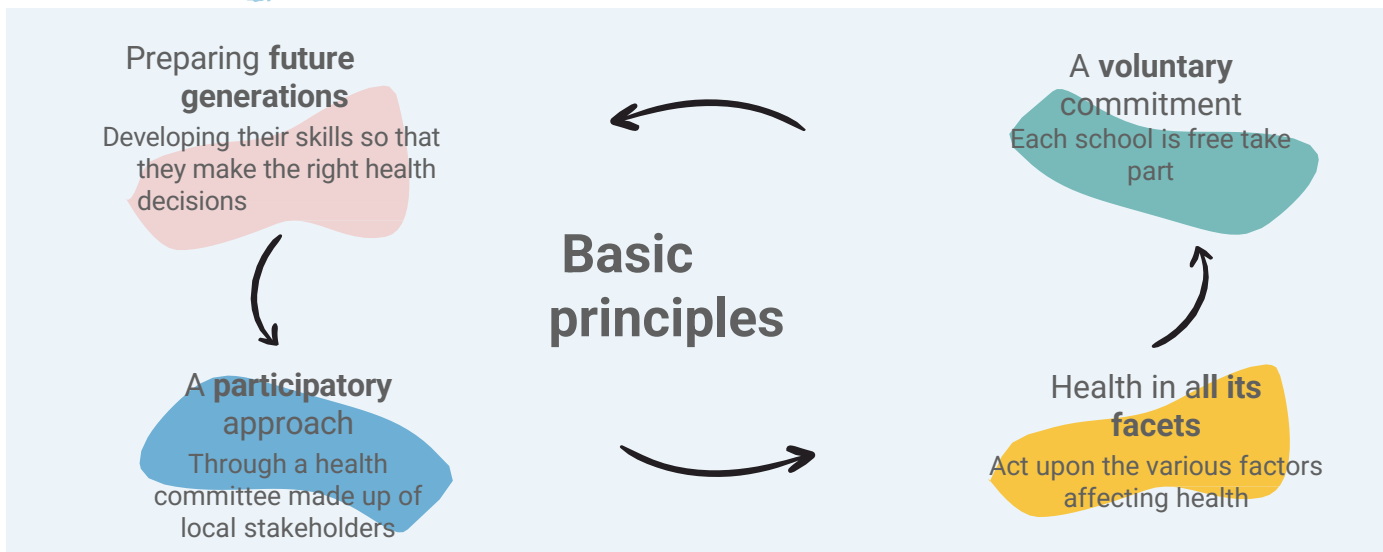 Preparing future
generations
Developing their skills so that
they make the right health
decisions
A voluntary
commitment
Each school is free take
part
Basic
principles
A participatory
approach
Through a health
committee made up of
local stakeholders
Health in all its
facets
Act upon the various factors
affecting health